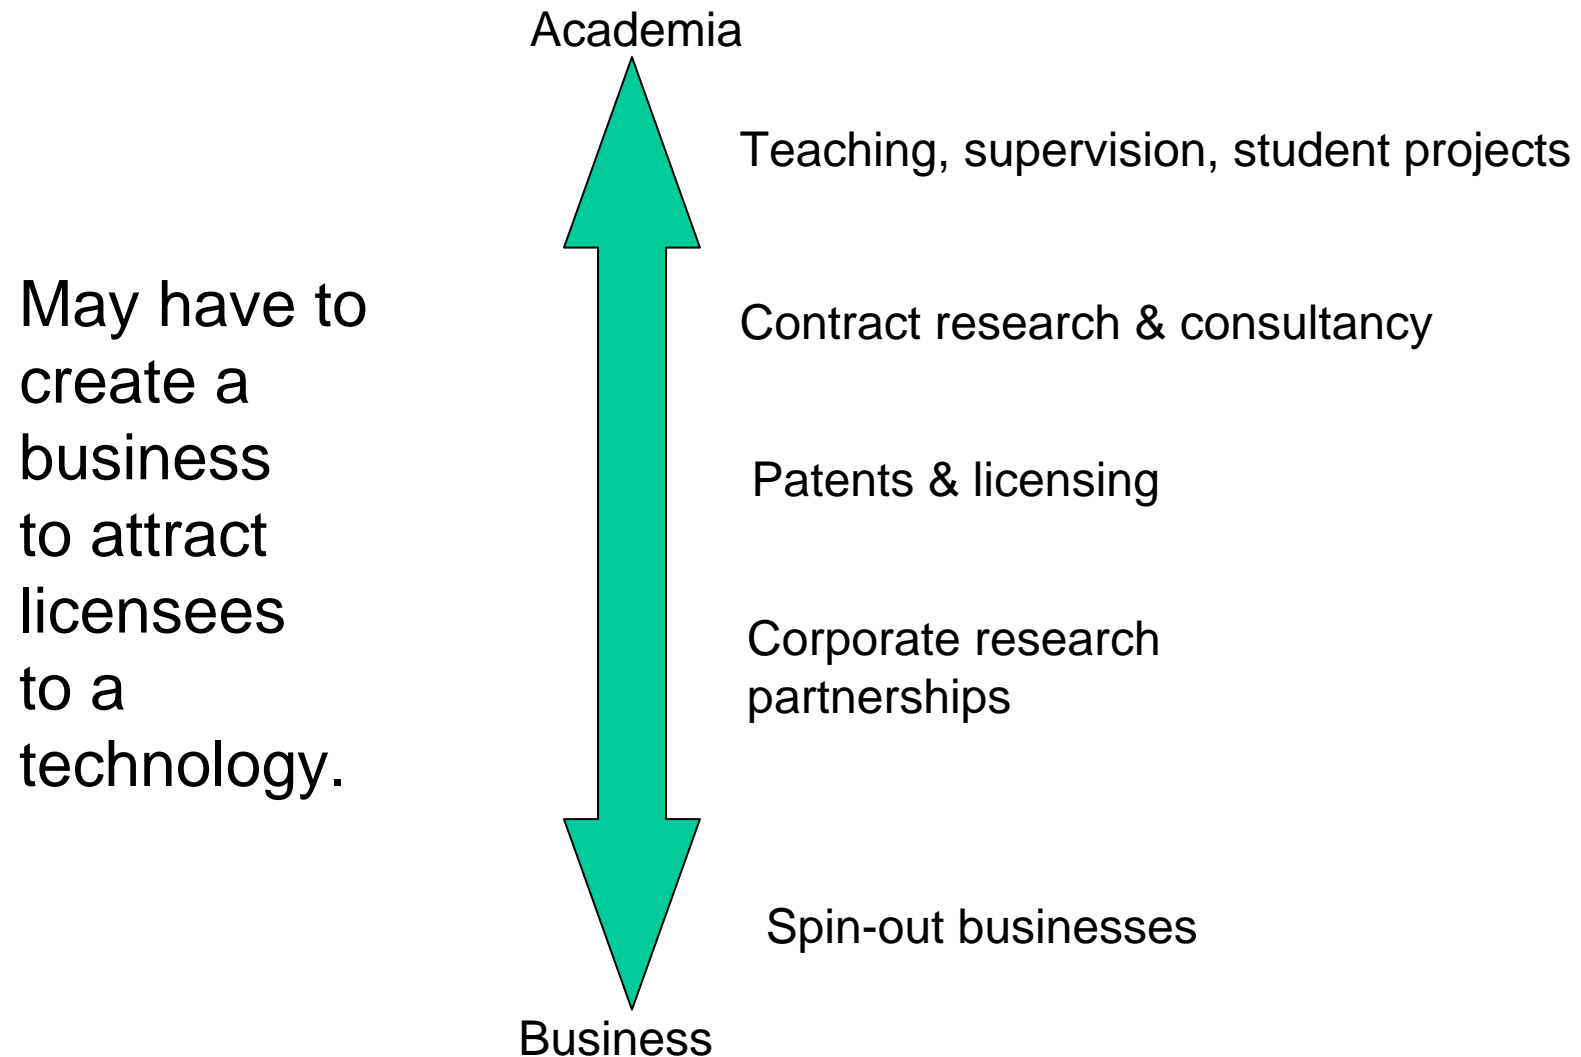 Academia
Teaching, supervision, student projects
May have to
create a
business
to attract
licensees
to a
technology.
Contract research & consultancy
Patents & licensing
Corporate research
partnerships
Spin-out businesses
Business